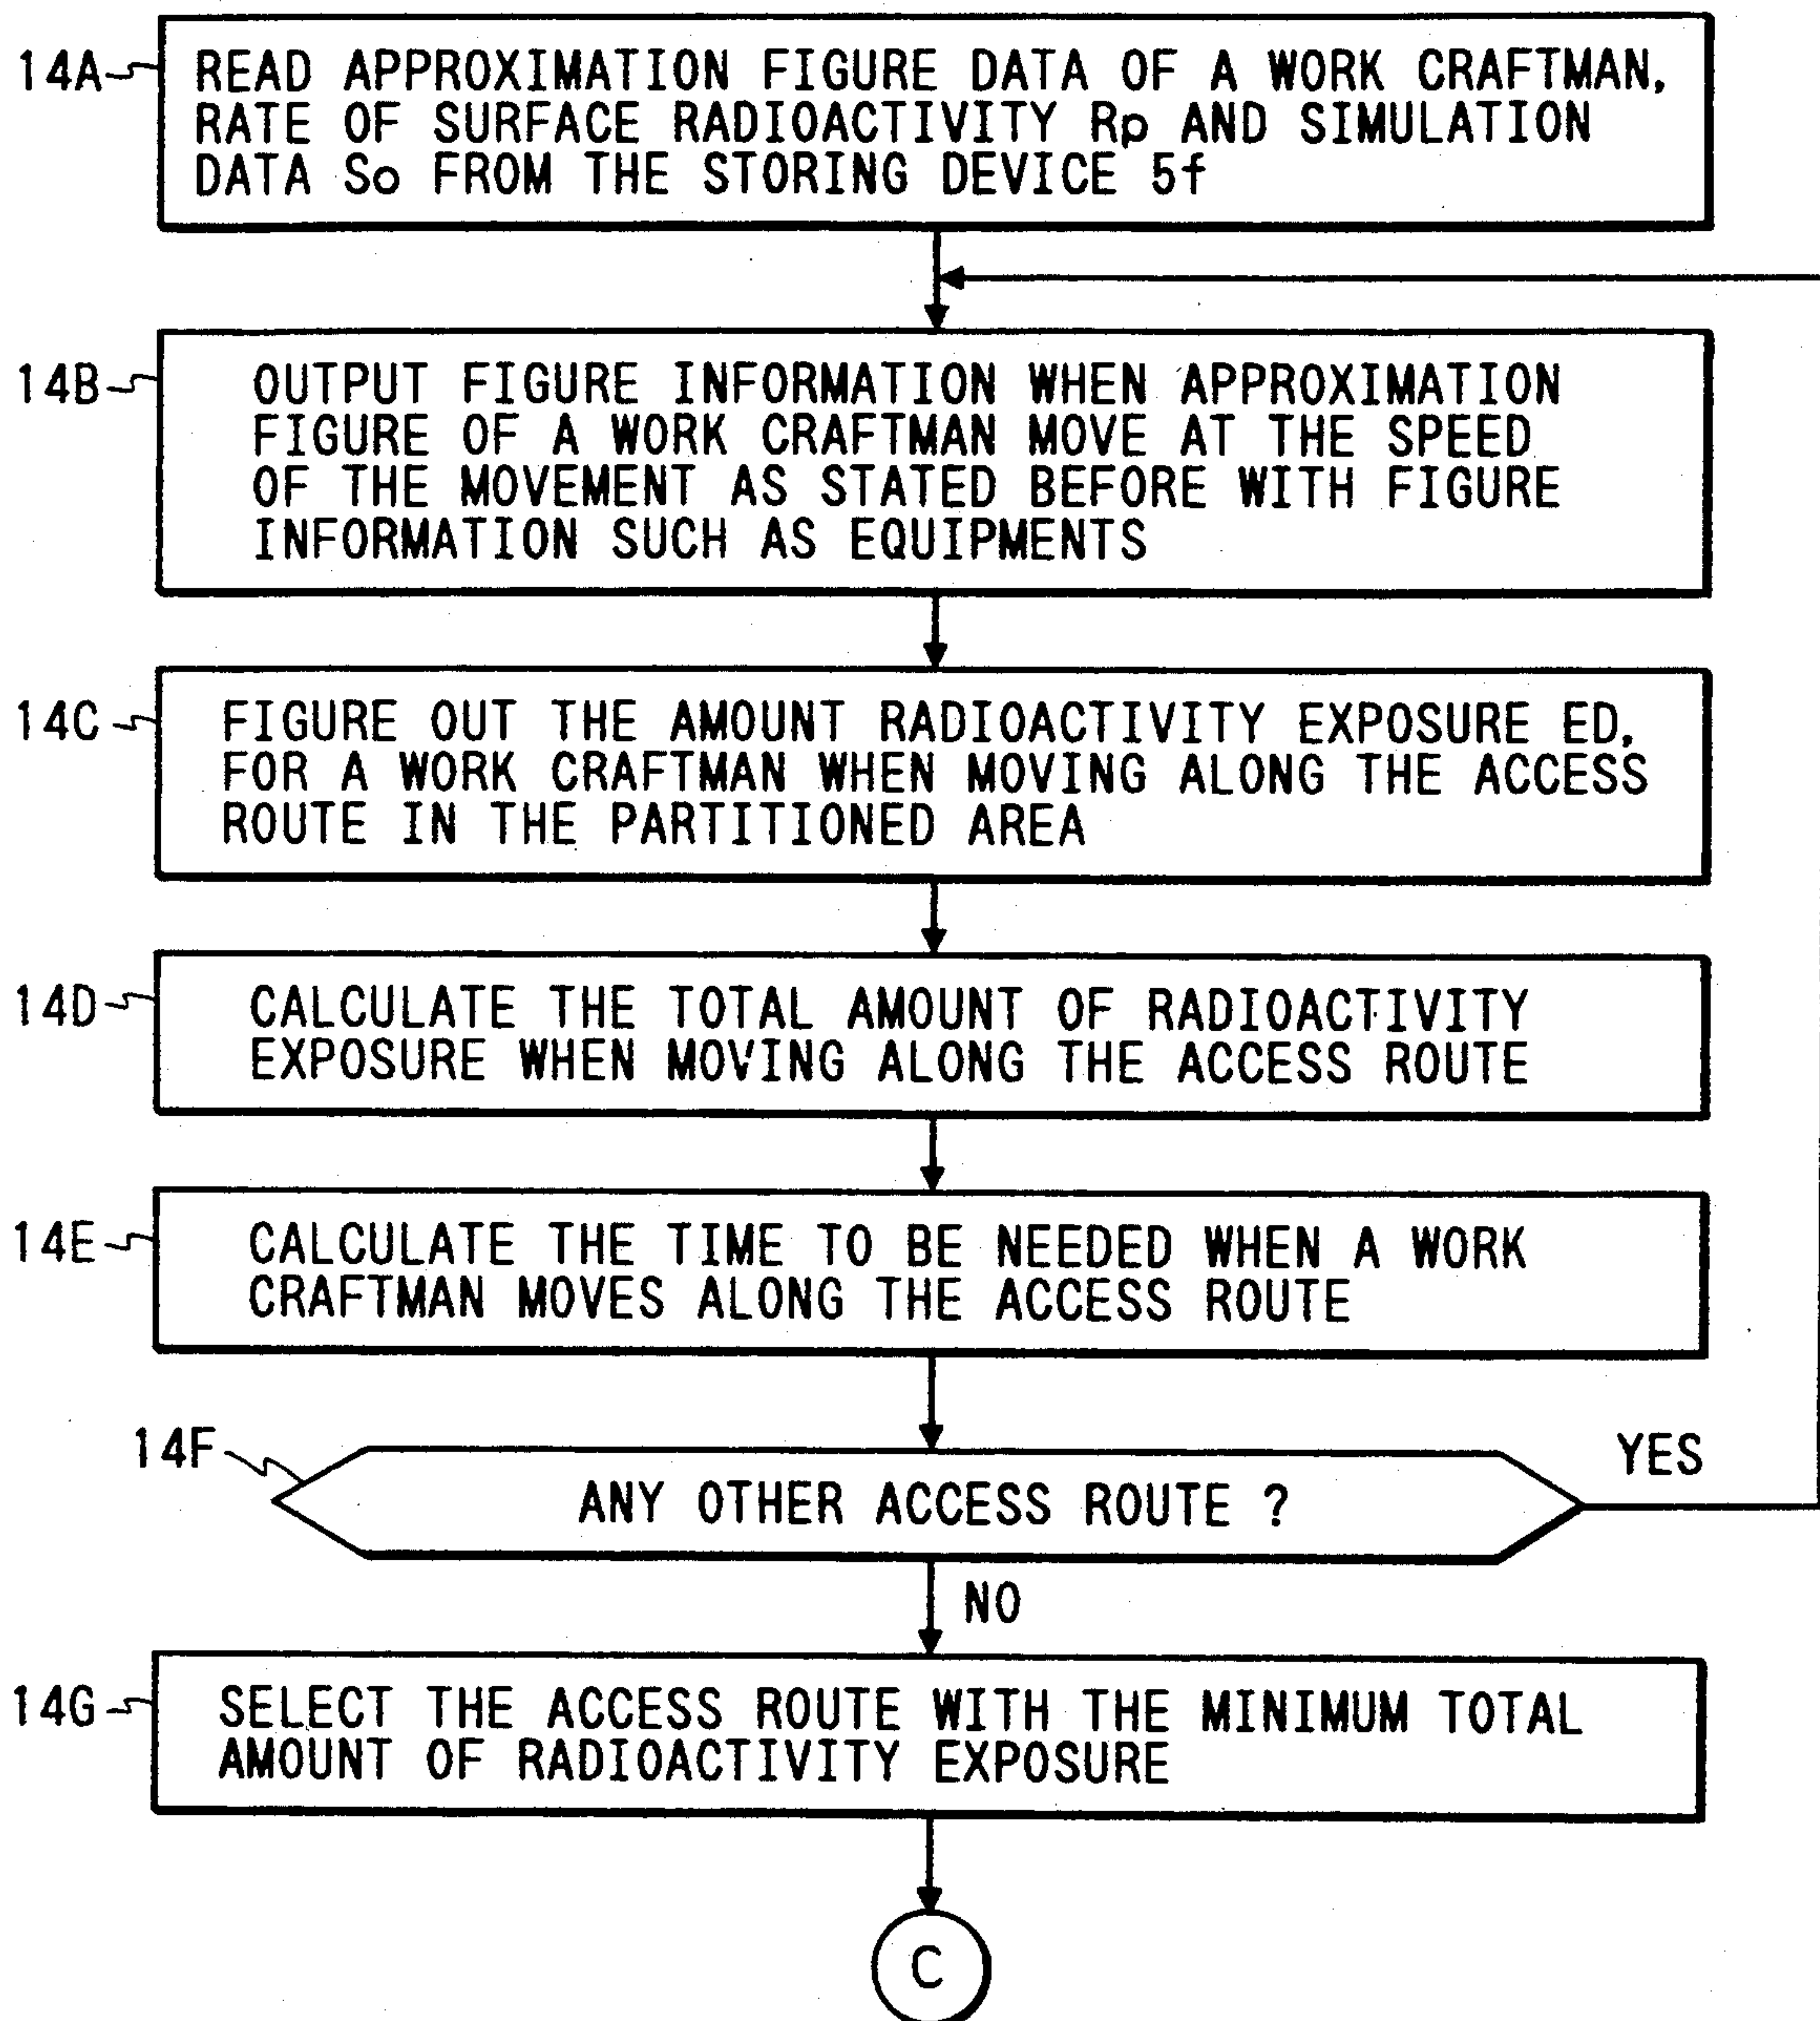 14A
READ APPROXIMATION FIGURE DATA OF A WORK CRAFTMAN,
RATE OF SURFACE RADIOACTIVITY Rp AND SIMULATION
DATA So FROM THE STORING DEVICE 5f
14B
OUTPUT FIGURE INFORMATION WHEN APPROXIMATION
FIGURE OF A WORK CRAFTMAN MOVE AT THE SPEED
OF THE MOVEMENT AS STATED BEFORE WITH FIGURE
INFORMATION SUCH AS EQUIPMENTS
14C
FIGURE OUT THE AMOUNT RADIOACTIVITY EXPOSURE ED,
FOR A WORK CRAFTMAN WHEN MOVING ALONG THE ACCESS
ROUTE IN THE PARTITIONED AREA
14D
CALCULATE THE TOTAL AMOUNT OF RADIOACTIVITY
EXPOSURE WHEN MOVING ALONG THE ACCESS ROUTE
14E
CALCULATE THE TIME TO BE NEEDED WHEN A WORK
CRAFTMAN MOVES ALONG THE ACCESS ROUTE
14F
ANY OTHER ACCESS ROUTE ?
YES
NO
14G
SELECT THE ACCESS ROUTE WITH THE MINIMUM TOTAL
AMOUNT OF RADIOACTIVITY EXPOSURE
C